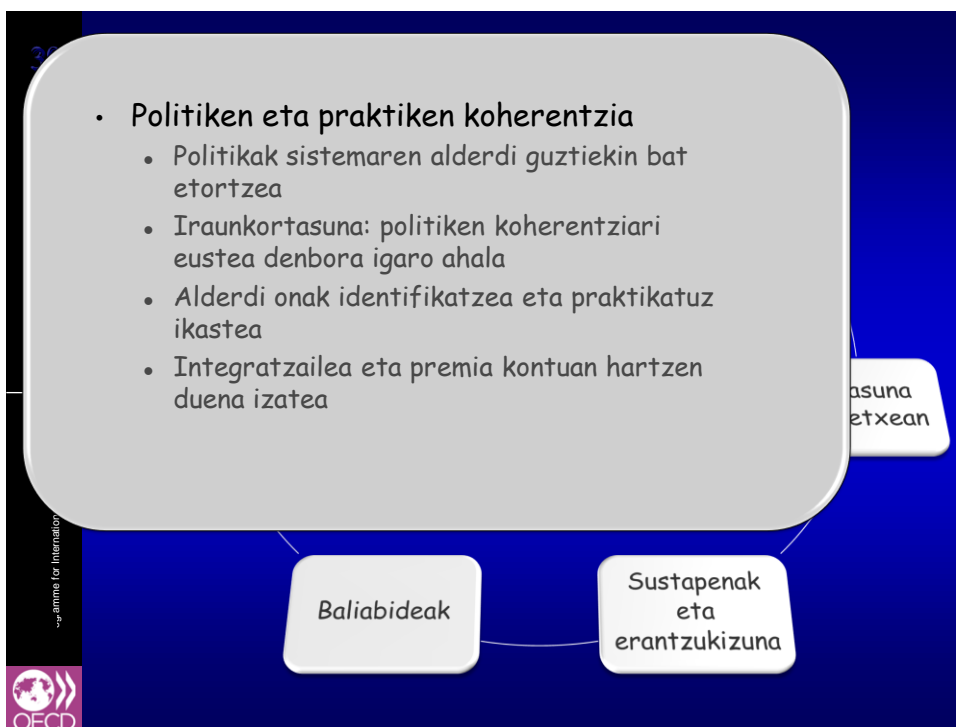 • Politiken eta praktiken koherentzia
● Politikak sistemaren alderdi guztiekin bat
etortzea
● Iraunkortasuna: politiken koherentziari
eustea denbora igaro ahala
● Alderdi onak identifikatzea eta praktikatuz
ikastea
● Integratzailea eta premia kontuan hartzen
duena izatea
asuna
etxean
Sustapenak
eta
erantzukizuna
Baliabideak
ogramme for Internation
OECD